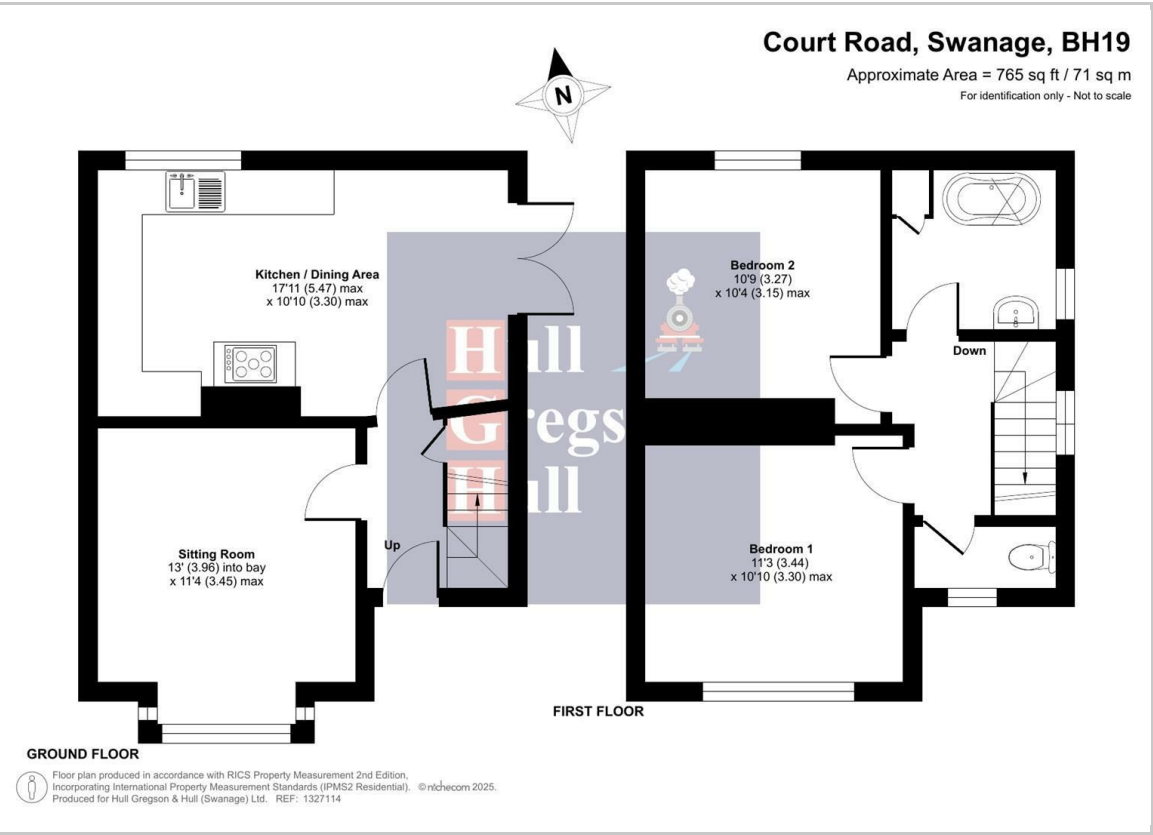 Court Road, Swanage, BH19
Approximate Area = 765 sq ft / 71 sq m
For identification only - Not to scale
N
Kitchen / Dining Area
17'11 (5.47) max
x 10'10 (3.30) max
Bedroom 2
10'9 (3.27)
x 10'4 (3.15) max
Down
Hull
Gregs
Hull
Up
Sitting Room
13' (3.96) into bay
x 11'4 (3.45) max
Bedroom 1
11'3 (3.44)
x 10'10 (3.30) max
FIRST FLOOR
GROUND FLOOR
Floor plan produced in accordance with RICS Property Measurement 2nd Edition,
Incorporating International Property Measurement Standards (IPMS2 Residential). © nichecom 2025.
Produced for Hull Gregson & Hull (Swanage) Ltd. REF: 1327114